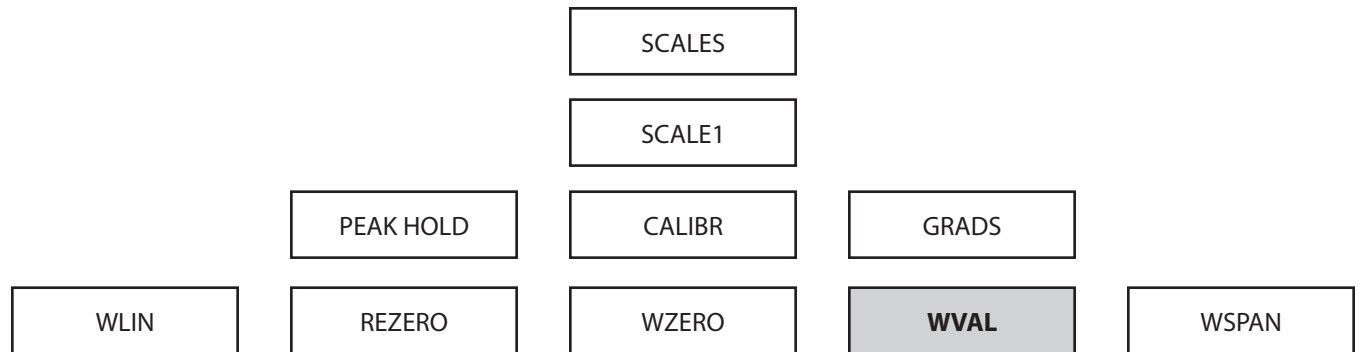 SCALES
SCALE1
PEAK HOLD CALIBR GRADS
WLIN REZERO WZERO WVAL WSPAN